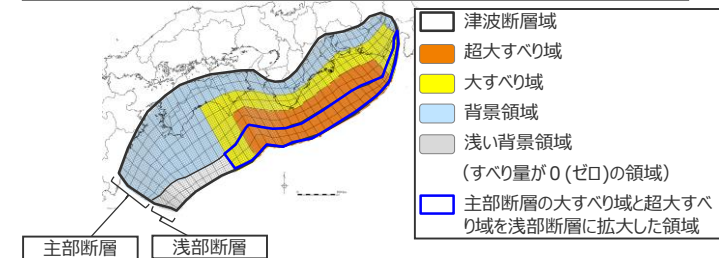 津波断層域
超大すべり域
大すべり域
背景領域
浅い背景領域
(すべり量が0(ゼロ)の領域)
主部断層の大すべり域と超大すべ
り域を浅部断層に拡大した領域
主部断層
浅部断層